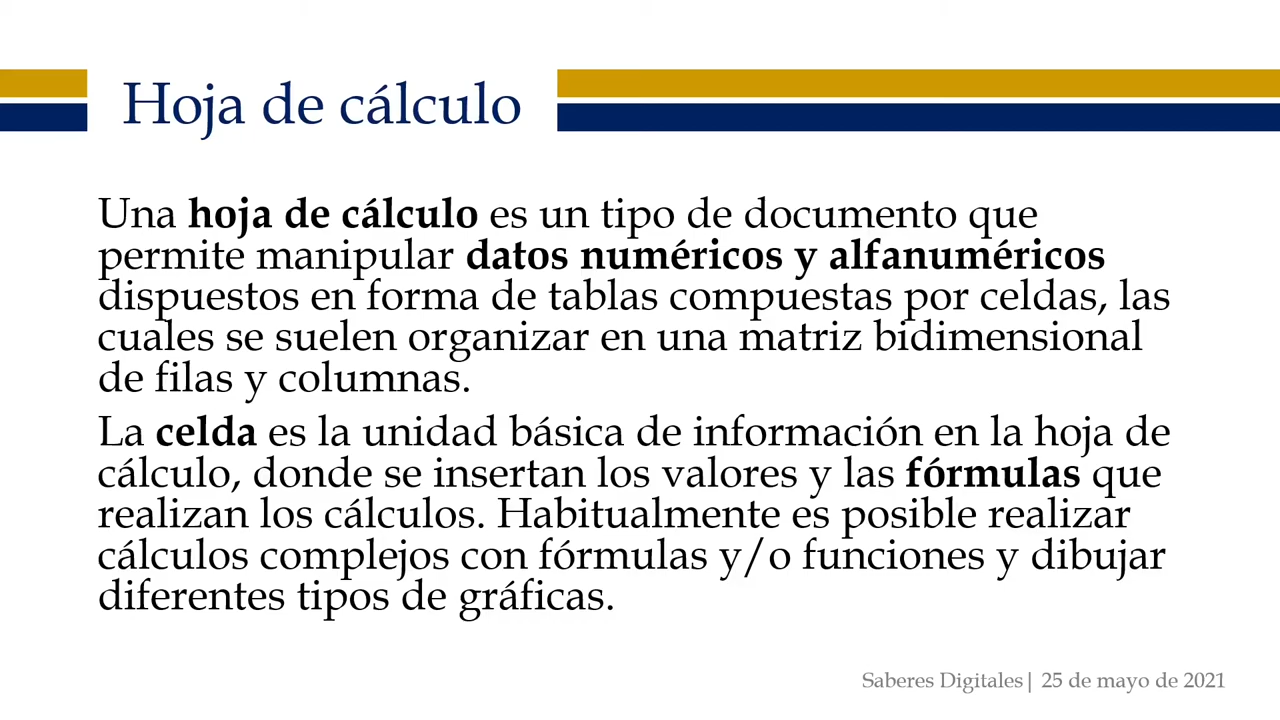 Hoja de cálculo
Una hoja de cálculo es un tipo de documento que
permite manipular datos numéricos y alfanuméricos
dispuestos en forma de tablas compuestas por celdas, las
cuales se suelen organizar en una matriz bidimensional
de filas y columnas.
La celda es la unidad básica de información en la hoja de
cálculo, donde se insertan los valores y las fórmulas que
realizan los cálculos. Habitualmente es posible realizar
cálculos complejos con fórmulas y/o funciones y dibujar
diferentes tipos de gráficas.
Saberes Digitales| 25 de mayo de 2021